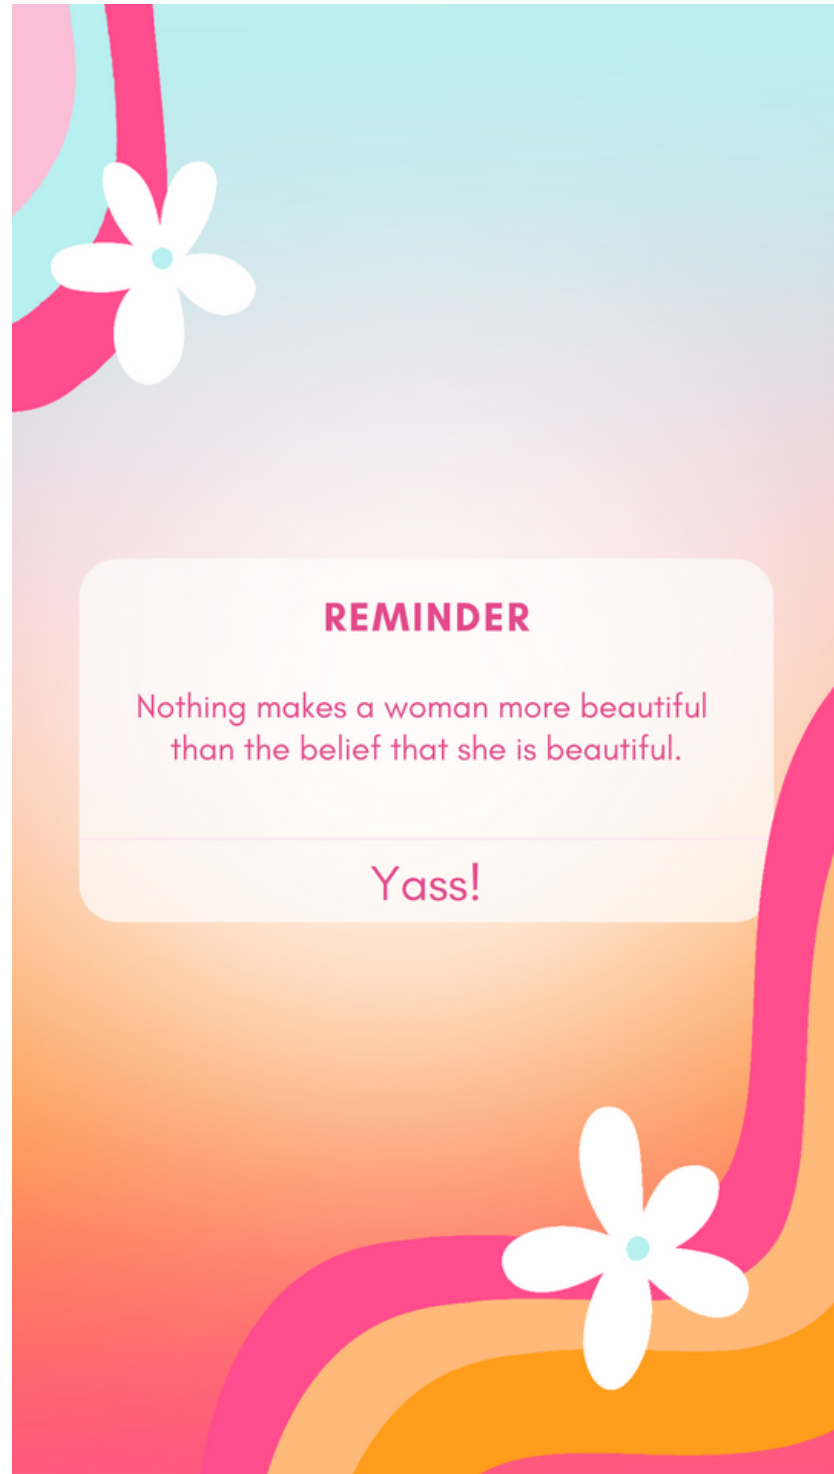 REMINDER
Nothing makes a woman more beautiful
than the belief that she is beautiful.
Yass!